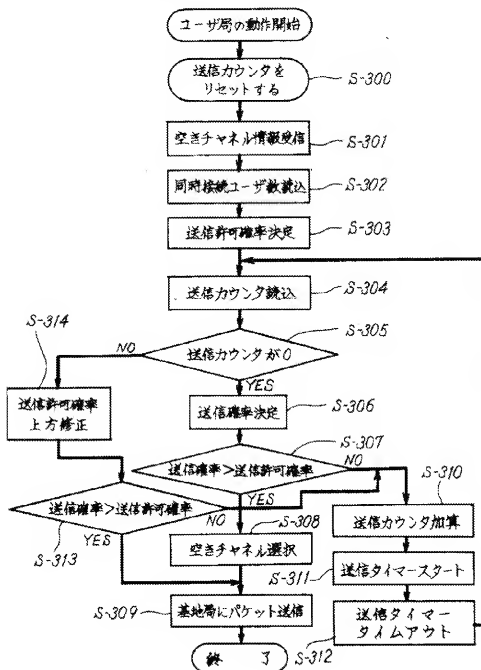 ユーザ局の動作開始
送信カウンタを
リセットする
S-300
空きチャネル情報受信
S-301
同時接続ユーザ数読込
S-302
送信許可確率決定
S-303
送信カウンタ読込
S-304
S-305
送信カウンタが0
NO
YES
S-314
送信許可確率
上方修正
送信確率決定
S-306
S-307
送信確率>送信許可確率
NO
YES
S-310
送信カウンタ加算
送信確率>送信許可確率
NO
YES
S-313
S-308
空きチャネル選択
S-311
送信タイマースタート
S-309
基地局にパケット送信
送信タイマー
タイムアウト
S-312
終 了